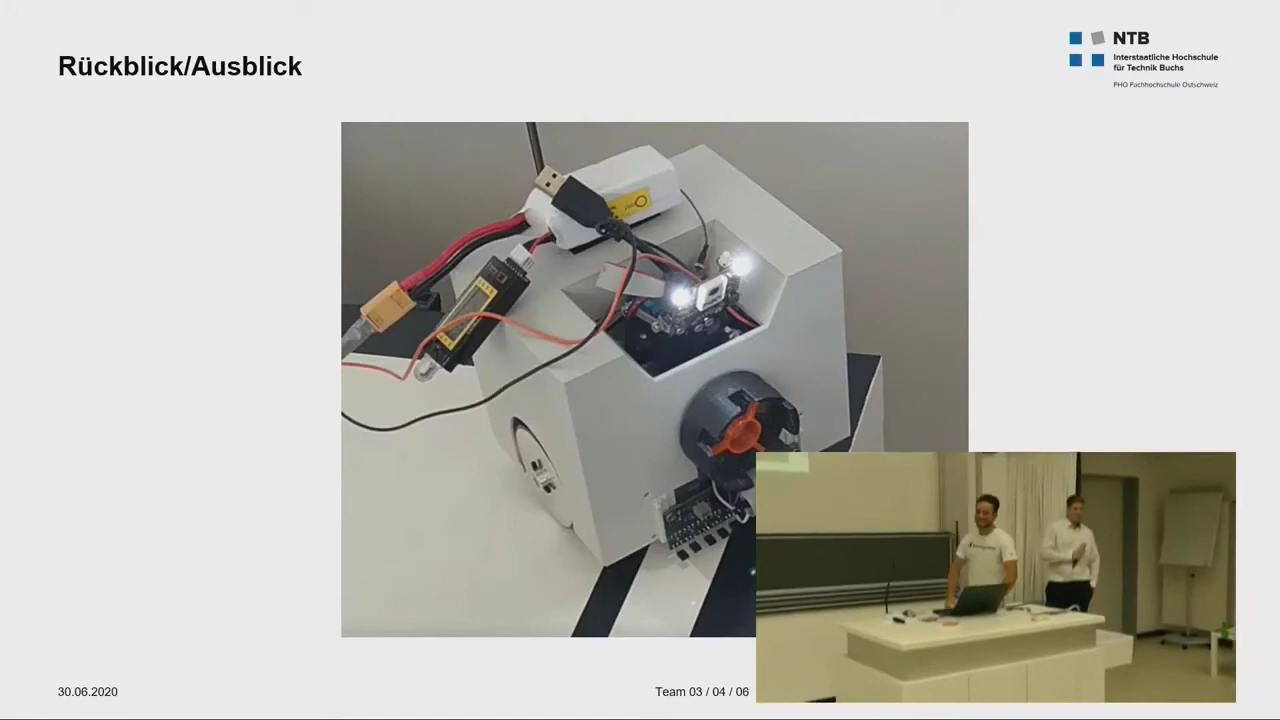 Rückblick/Ausblick
NTB
Interstaatliche Hochschule
für Technik Buchs
FHO Fachhochschule Ostschweiz
30.06.2020
Team 03 / 04 / 06